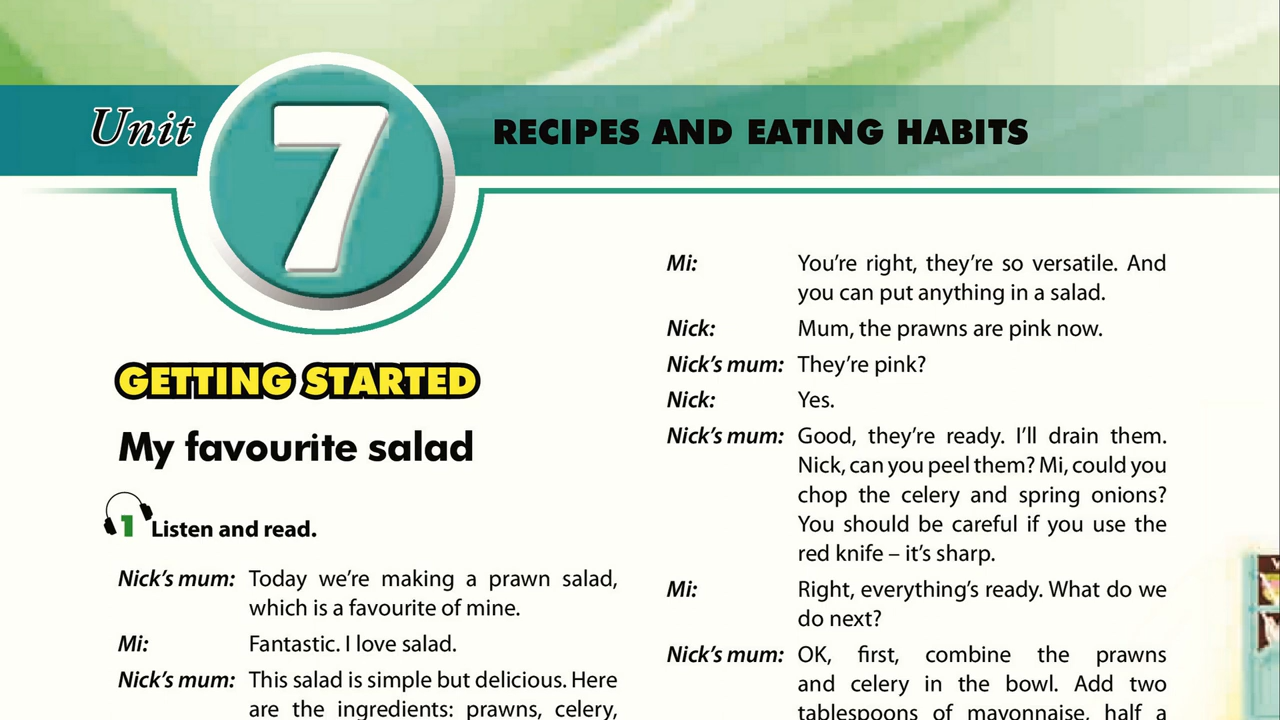 Unit
7
RECIPES AND EATING HABITS
GETTING STARTED
My favourite salad
1 Listen and read.
Nick's mum: Today we're making a prawn salad,
which is a favourite of mine.
Mi: Fantastic. I love salad.
Nick's mum: This salad is simple but delicious. Here
are the ingredients: prawns, celery,
Mi: You're right, they're so versatile. And
you can put anything in a salad.
Nick: Mum, the prawns are pink now.
Nick's mum: They're pink?
Nick: Yes.
Nick's mum: Good, they're ready. I'll drain them.
Nick, can you peel them? Mi, could you
chop the celery and spring onions?
You should be careful if you use the
red knife – it's sharp.
Mi: Right, everything's ready. What do we
do next?
Nick's mum: OK, first, combine the prawns
and celery in the bowl. Add two
tablespoons of mayonnaise, half a